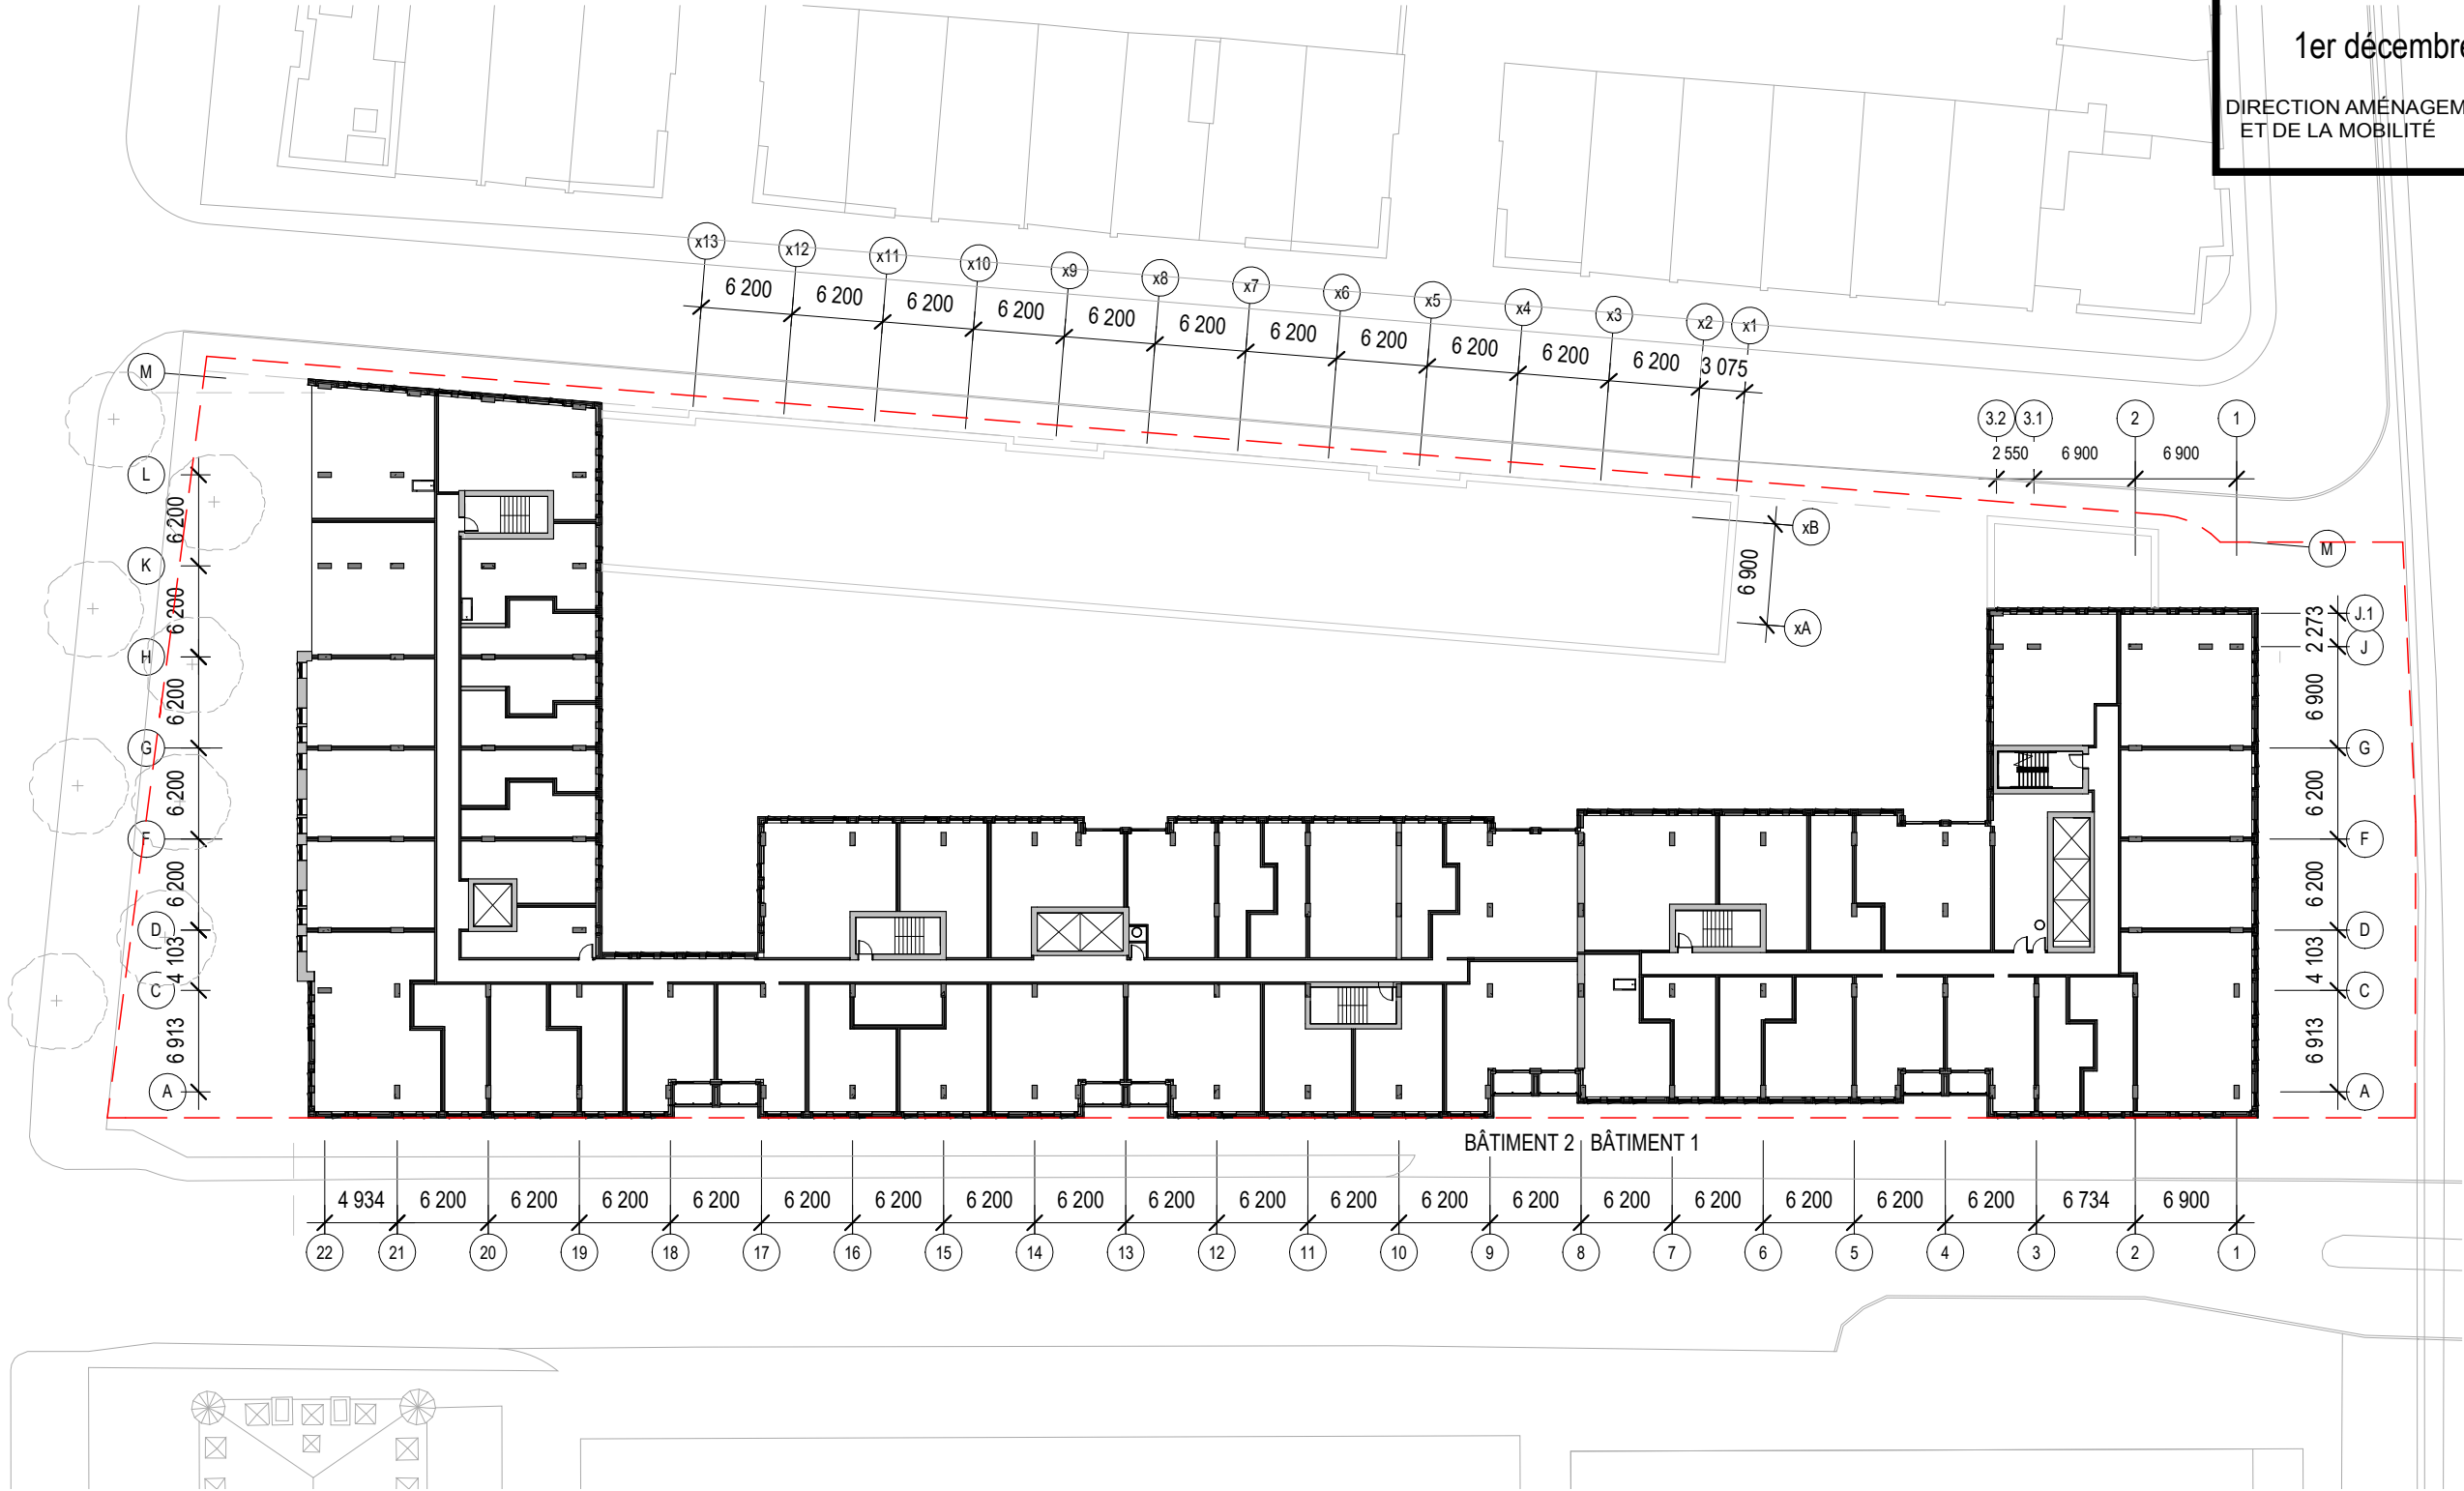 1er décembre
DIRECTION AMÉNAGEM
ET DE LA MOBILITÉ
x13 x12 x11 x10 x9 x8 x7 x6 x5 x4 x3 x2 x1
6 200 6 200 6 200 6 200 6 200 6 200 6 200 6 200 6 200 6 200 6 200 3 075
3.2 3.1 2 1
2 550 6 900 6 900
xB
6 900
xA
M
L
6 200
K
6 200
H
6 200
G
6 200
F
6 200
D
4 103
C
6 913
A
M
J.1
2 273
J
6 900
G
6 200
F
6 200
D
4 103
C
6 913
A
BÂTIMENT 2 BÂTIMENT 1
4 934 6 200 6 200 6 200 6 200 6 200 6 200 6 200 6 200 6 200 6 200 6 200 6 200 6 200 6 200 6 200 6 200 6 200 6 200 6 734 6 900
22 21 20 19 18 17 16 15 14 13 12 11 10 9 8 7 6 5 4 3 2 1